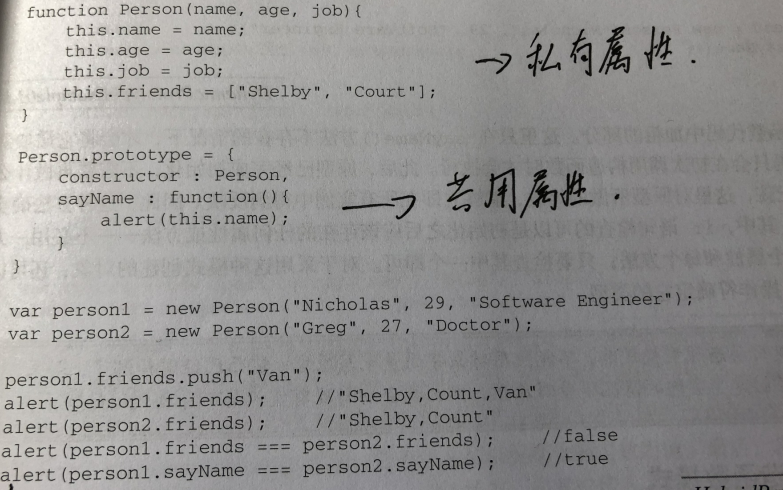 function Person(name, age, job){
this.name = name;
this.age = age;
this.job = job;
this.friends = ["Shelby", "Court"];
→ 私有属性.
}
Person.prototype = {
constructor : Person,
sayName : function(){
alert(this.name);
→ 共用属性.
}
}
var person1 = new Person("Nicholas", 29, "Software Engineer");
var person2 = new Person("Greg", 27, "Doctor");
person1.friends.push("Van");
alert(person1.friends); //"Shelby,Count,Van"
alert(person2.friends); //"Shelby,Count"
alert(person1.friends === person2.friends); //false
alert(person1.sayName === person2.sayName); //true